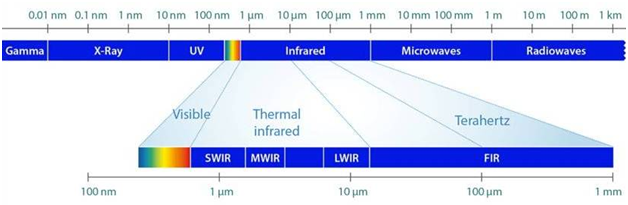 0.01 nm 0.1 nm 1 nm 10 nm 100 nm 1 µm 10 µm 100 µm 1 mm 10 mm 100 mm 1 m 10 m 100 m 1 km
Gamma X-Ray UV Infrared Microwaves Radiowaves
Visible Thermal infrared Terahertz
SWIR MWIR LWIR FIR
100 nm 1 µm 10 µm 100 µm 1 mm